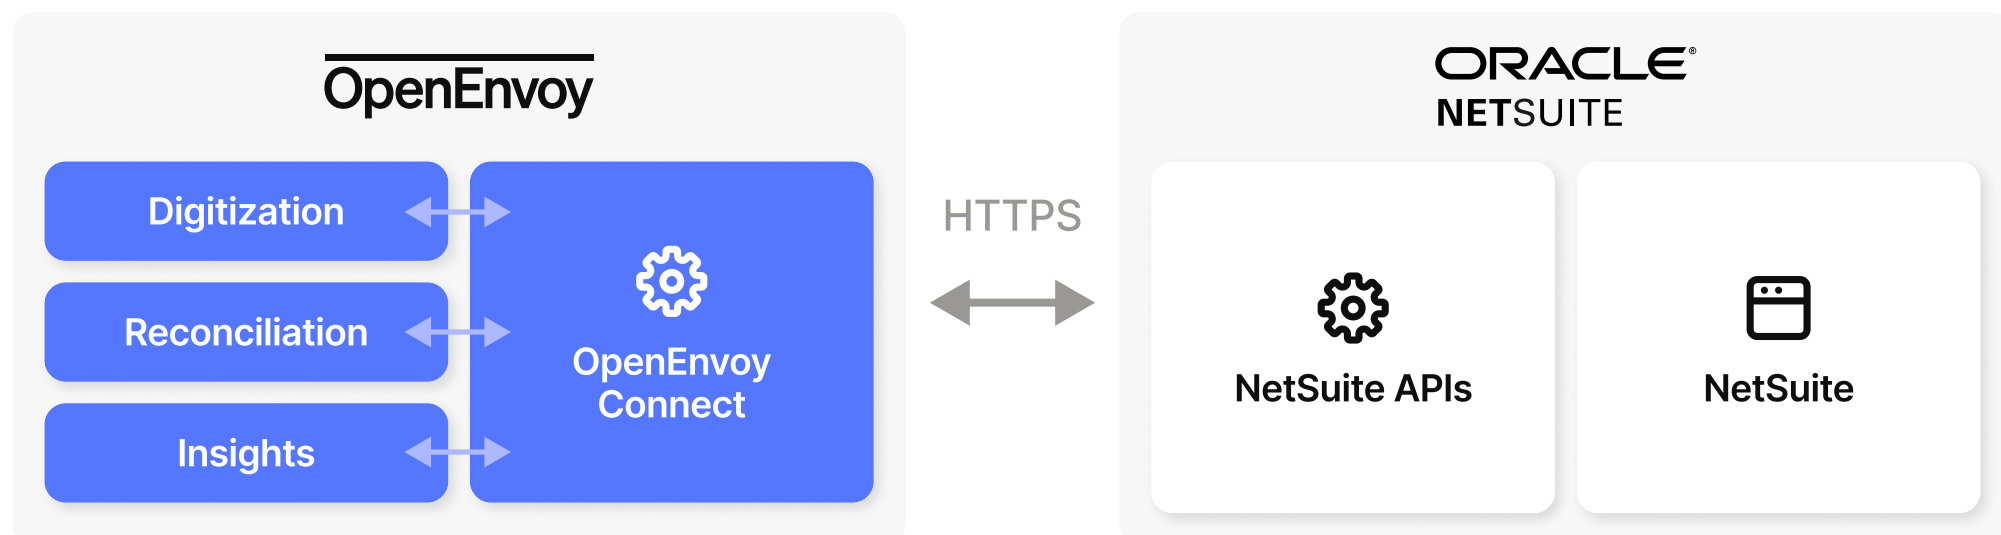 OpenEnvoy
Digitization
Reconciliation
Insights
OpenEnvoy
Connect
HTTPS
ORACLE®
NETSUITE
NetSuite APIs
NetSuite